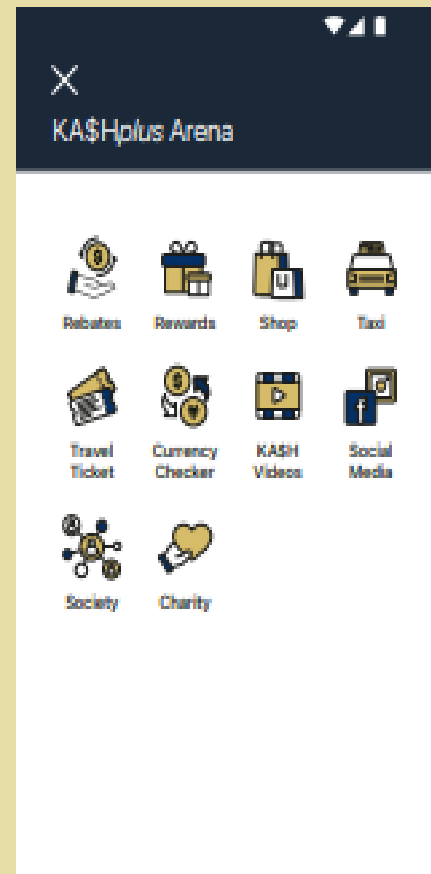 KA$Hplus Arena
Rebates Rewards Shop Taxi
Travel Currency KA$H Social
Ticket Checker Videos Media
Society Charity